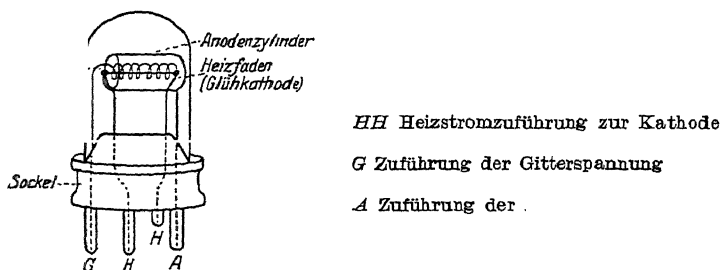 Anodenzylinder
Heizfaden
(Glühkathode)
HH Heizstromzuführung zur Kathode
G Zuführung der Gitterspannung
Sockel
A Zuführung der
H
G H A